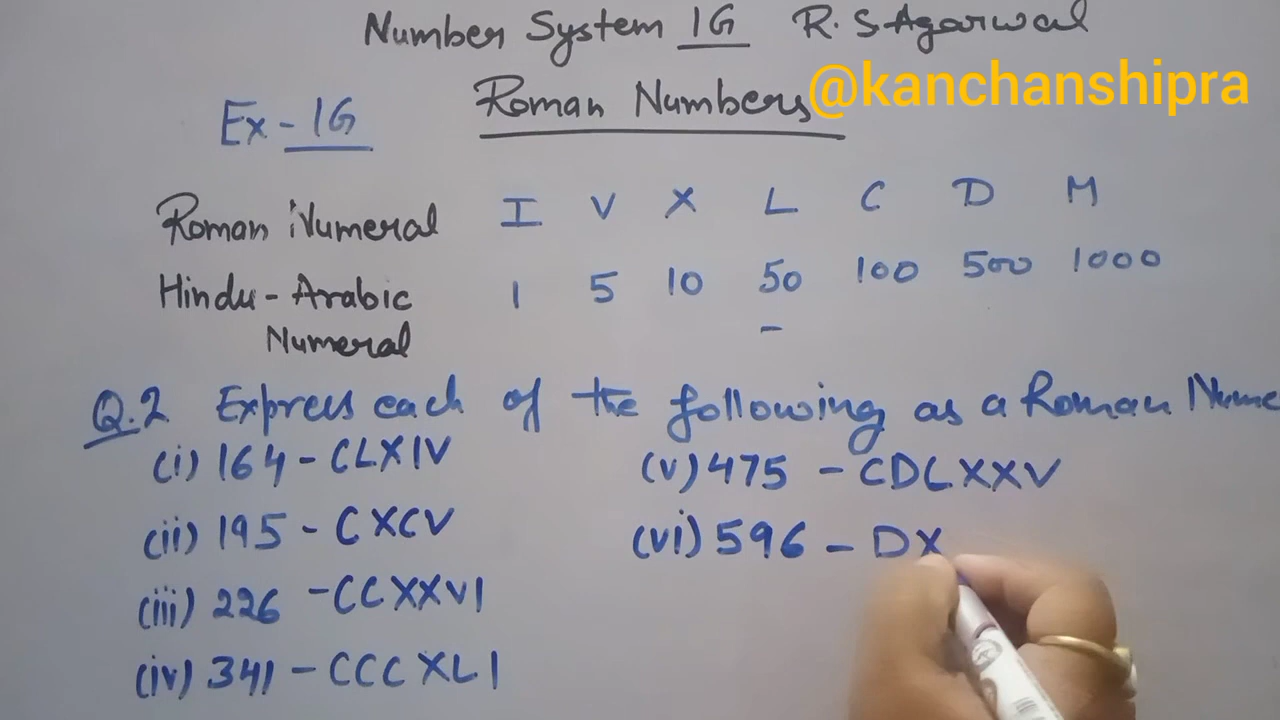 Number System 1G R.S.Agarwal
@kanchanshipra
Ex-1G Roman Numbers
Roman Numeral I V X L C D M
Hindu-Arabic 1 5 10 50 100 500 1000
Numeral -
Q.2 Express each of the following as a Roman Nume
(i) 164 - CLXIV (v) 475 - CDLXXV
(ii) 195 - CXCV (vi) 596 - DX
(iii) 226 - CCXXVI
(iv) 341 - CCCXLI